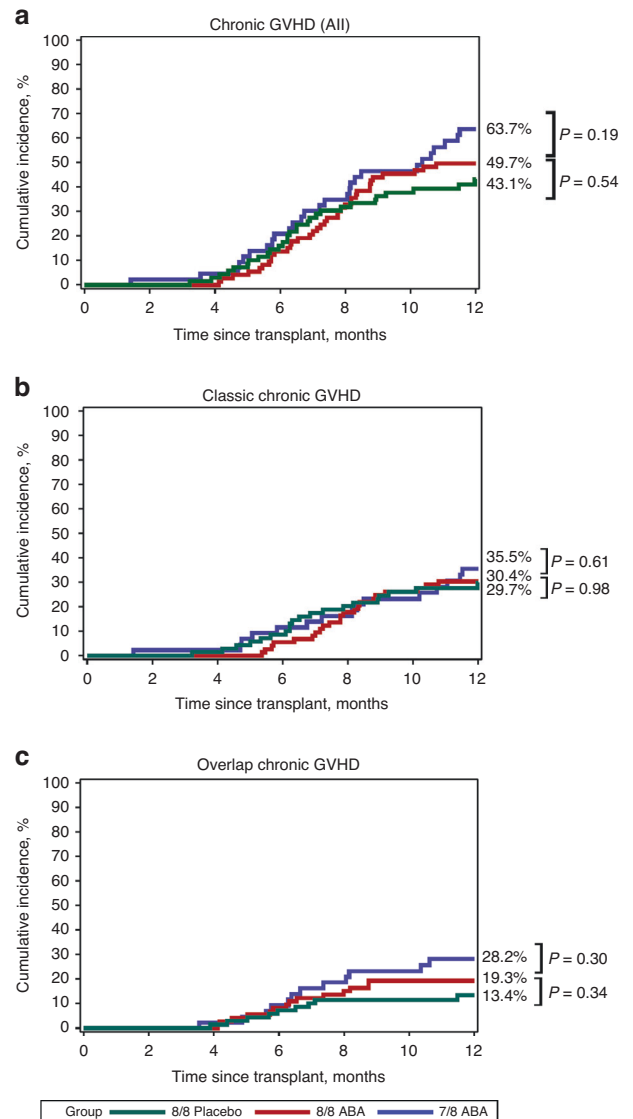 a
Chronic GVHD (All)
Cumulative incidence, %
100
90
80
70
60
50
40
30
20
10
0
63.7%
49.7%
43.1%
P = 0.19
P = 0.54
0 2 4 6 8 10 12
Time since transplant, months
b
Classic chronic GVHD
Cumulative incidence, %
100
90
80
70
60
50
40
30
20
10
0
35.5%
30.4%
29.7%
P = 0.61
P = 0.98
0 2 4 6 8 10 12
Time since transplant, months
c
Overlap chronic GVHD
Cumulative incidence, %
100
90
80
70
60
50
40
30
20
10
0
28.2%
19.3%
13.4%
P = 0.30
P = 0.34
0 2 4 6 8 10 12
Time since transplant, months
Group 8/8 Placebo 8/8 ABA 7/8 ABA